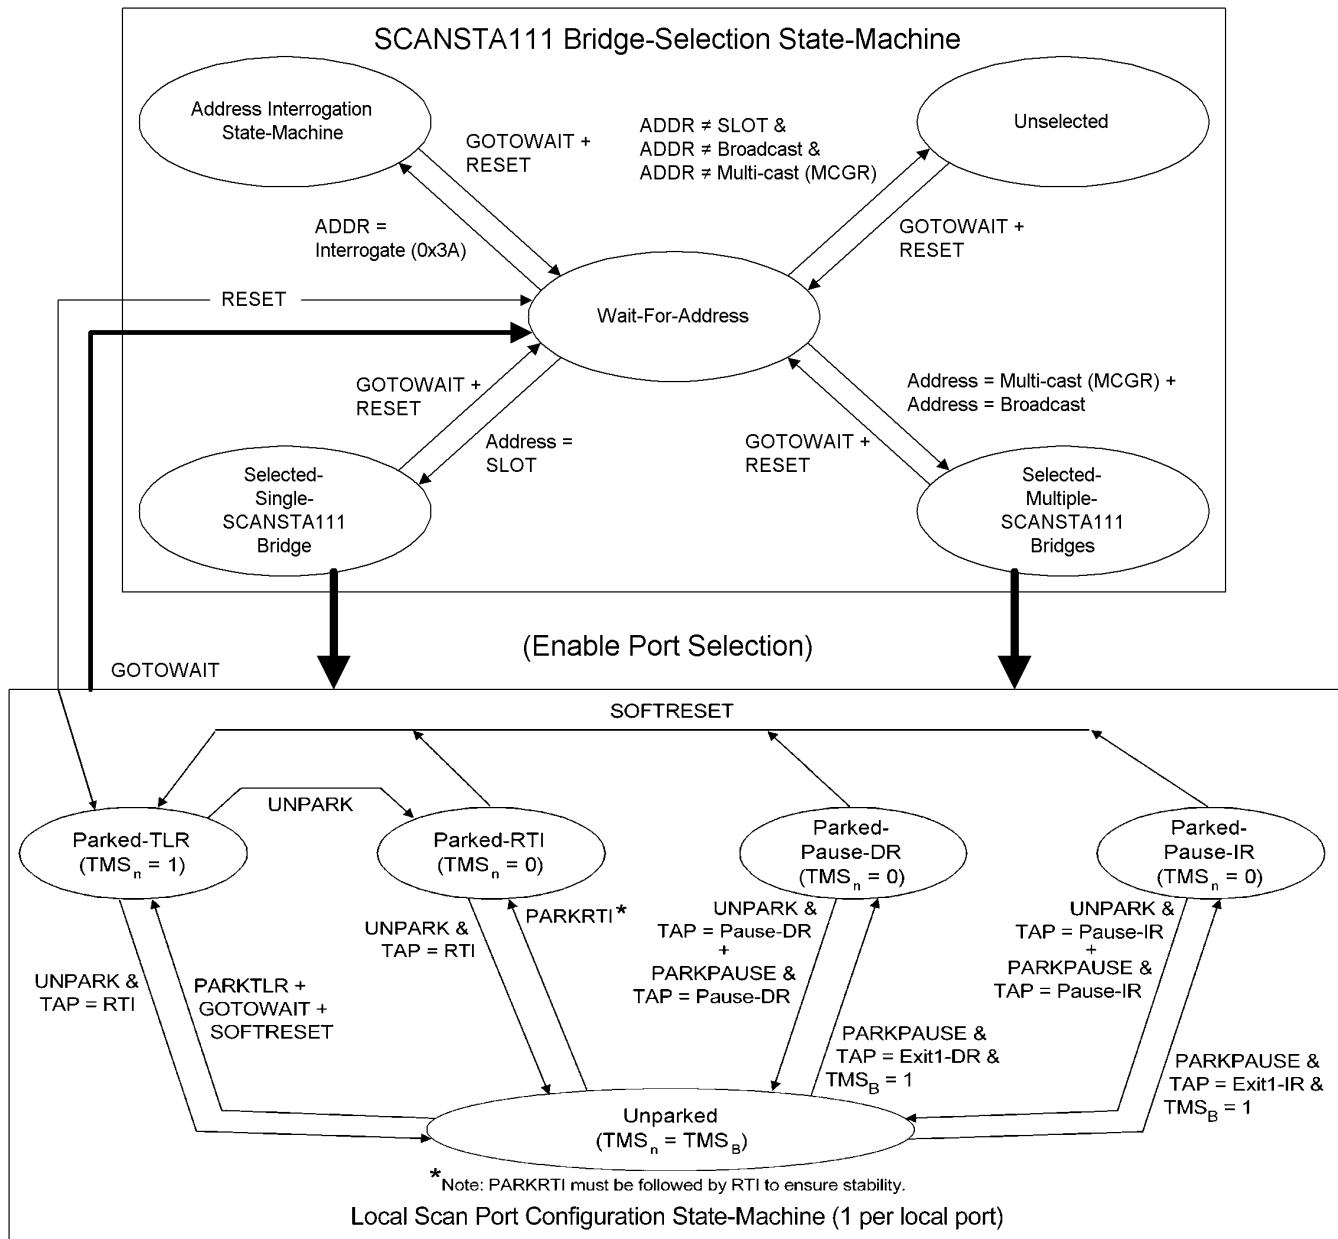 SCANSTA111 Bridge-Selection State-Machine
Address Interrogation
State-Machine
GOTOWAIT +
RESET
ADDR ≠ SLOT &
ADDR ≠ Broadcast &
ADDR ≠ Multi-cast (MCGR)
Unselected
ADDR =
Interrogate (0x3A)
GOTOWAIT +
RESET
RESET
Wait-For-Address
GOTOWAIT +
RESET
Address =
SLOT
Address = Multi-cast (MCGR) +
Address = Broadcast
GOTOWAIT +
RESET
Selected-
Single-
SCANSTA111
Bridge
Selected-
Multiple-
SCANSTA111
Bridges
(Enable Port Selection)
GOTOWAIT
SOFTRESET
UNPARK
Parked-TLR
(TMSn = 1)
Parked-RTI
(TMSn = 0)
Parked-
Pause-DR
(TMSn = 0)
Parked-
Pause-IR
(TMSn = 0)
UNPARK &
TAP = RTI
PARKTLR +
GOTOWAIT +
SOFTRESET
UNPARK &
TAP = RTI
PARKRTI*
UNPARK &
TAP = Pause-DR
+
PARKPAUSE &
TAP = Pause-DR
PARKPAUSE &
TAP = Exit1-DR &
TMSB = 1
UNPARK &
TAP = Pause-IR
+
PARKPAUSE &
TAP = Pause-IR
PARKPAUSE &
TAP = Exit1-IR &
TMSB = 1
Unparked
(TMSn = TMSB)
*Note: PARKRTI must be followed by RTI to ensure stability.
Local Scan Port Configuration State-Machine (1 per local port)